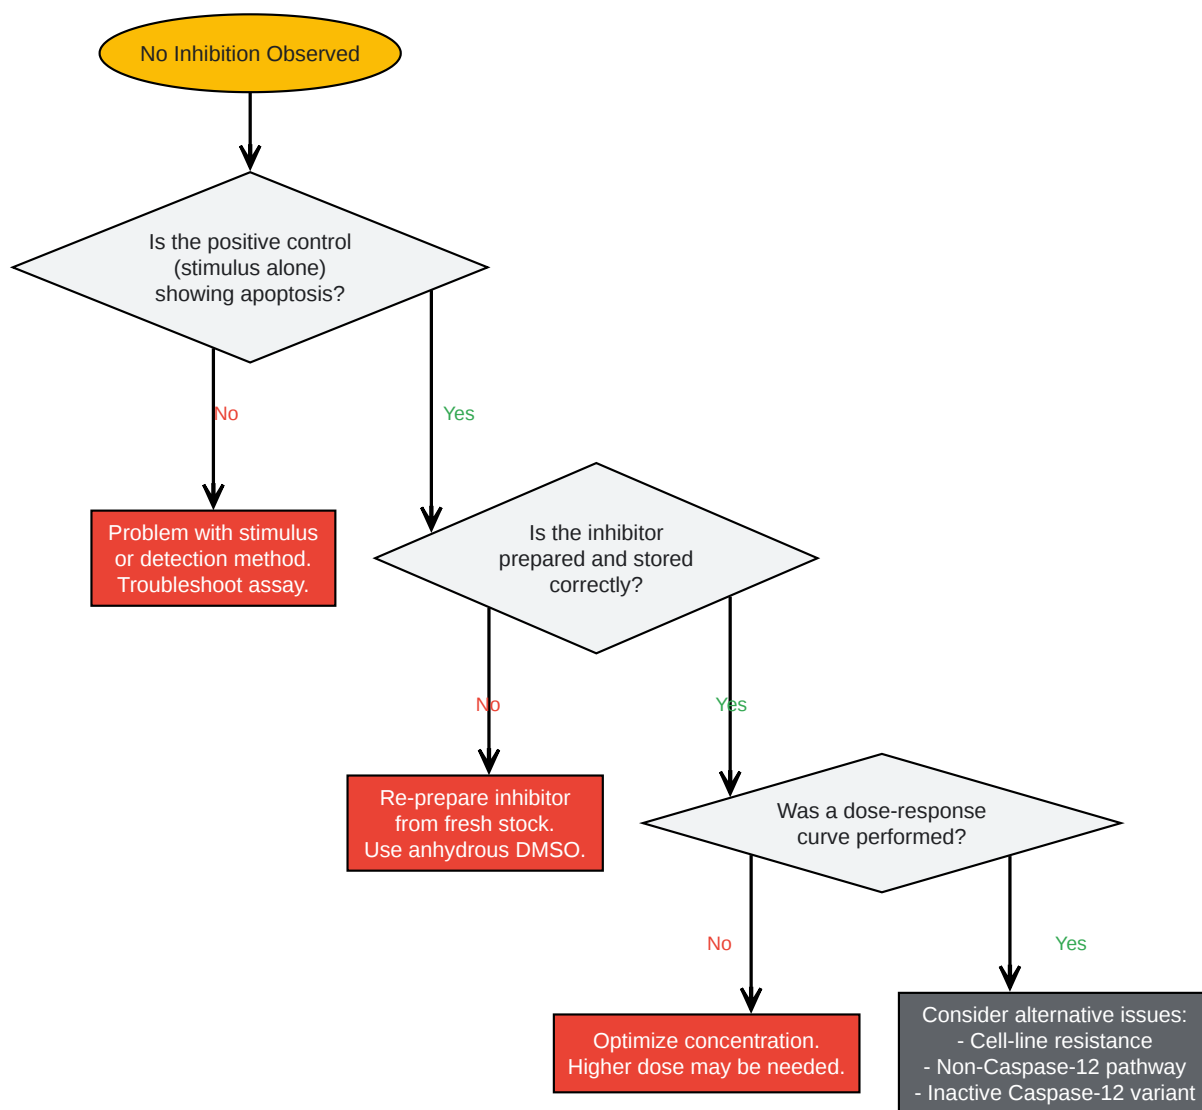 No Inhibition Observed
Is the positive control
(stimulus alone)
showing apoptosis?
No
Yes
Problem with stimulus
or detection method.
Troubleshoot assay.
Is the inhibitor
prepared and stored
correctly?
No
Yes
Re-prepare inhibitor
from fresh stock.
Use anhydrous DMSO.
Was a dose-response
curve performed?
No
Yes
Optimize concentration.
Higher dose may be needed.
Consider alternative issues:
- Cell-line resistance
- Non-Caspase-12 pathway
- Inactive Caspase-12 variant